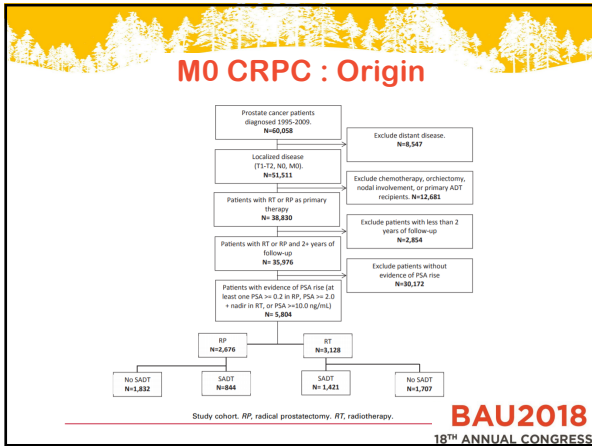 M0 CRPC : Origin
Prostate cancer patients
diagnosed 1995-2009.
N=60,058
Exclude distant disease.
N=8,547
Localized disease
(T1-T2, N0, M0).
N=51,511
Exclude chemotherapy, orchiectomy,
nodal involvement, or primary ADT
recipients. N=12,681
Patients with RT or RP as primary
therapy
N= 38,830
Exclude patients with less than 2
years of follow-up
N=2,854
Patients with RT or RP and 2+ years
of follow-up
N= 35,976
Exclude patients without
evidence of PSA rise
N=30,172
Patients with evidence of PSA rise (at
least one PSA >= 0.2 in RP, PSA >= 2.0
+ nadir in RT, or PSA >=10.0 ng/mL)
N= 5,804
RP
N=2,676
RT
N=3,128
No SADT
N=1,832
SADT
N=844
SADT
N= 1,421
No SADT
N=1,707
Study cohort. RP, radical prostatectomy. RT, radiotherapy.
BAU2018
18TH ANNUAL CONGRESS